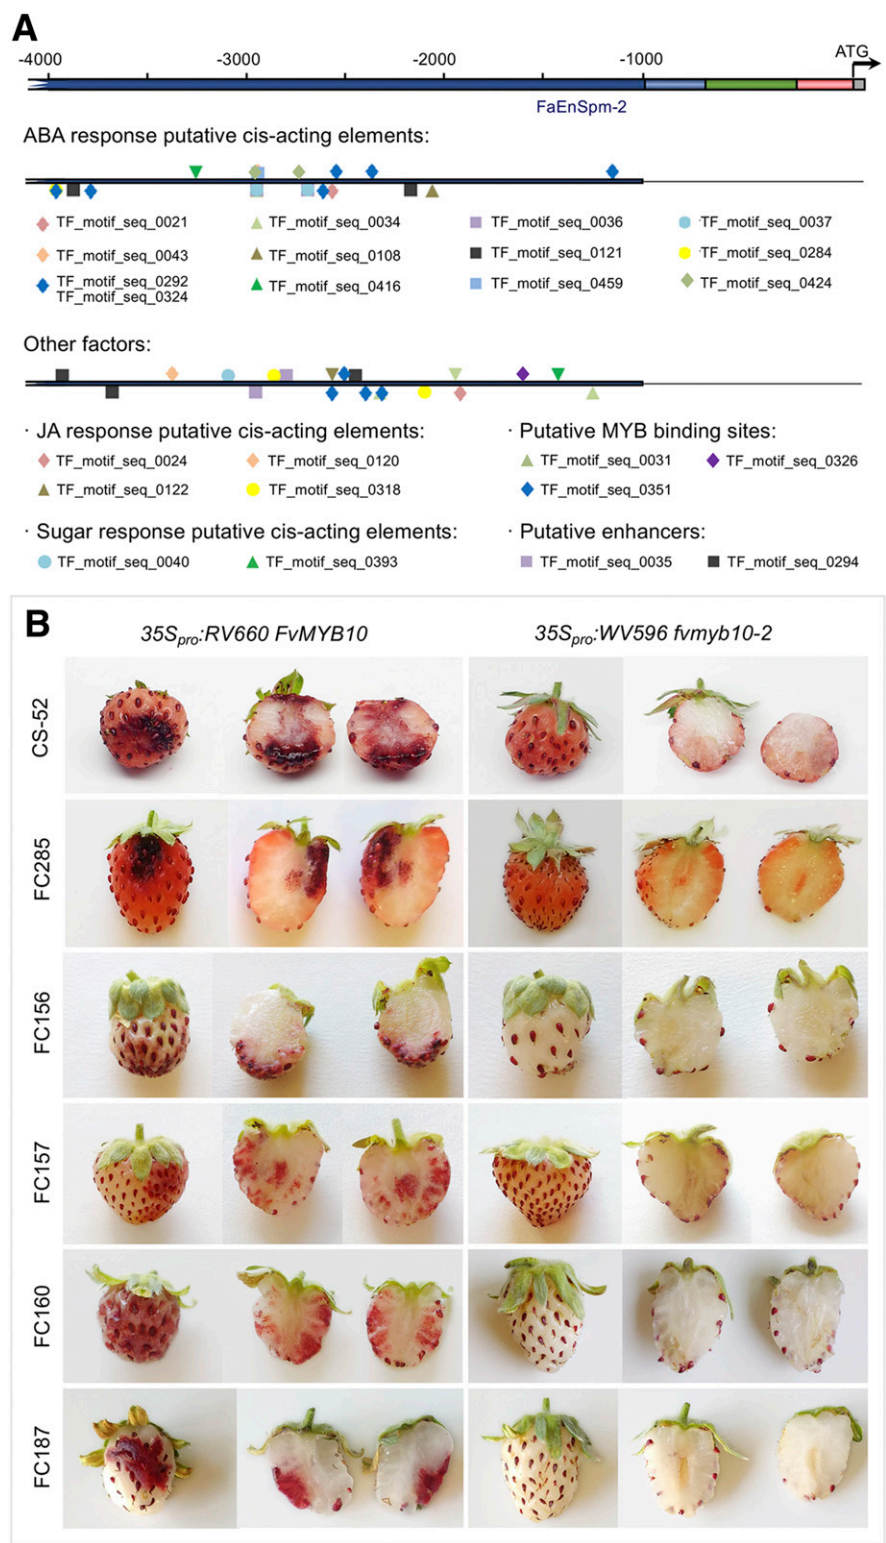 A
-4000 -3000 -2000 -1000 ATG
FaEnSpm-2
ABA response putative cis-acting elements:
TF_motif_seq_0021 TF_motif_seq_0034 TF_motif_seq_0036 TF_motif_seq_0037
TF_motif_seq_0043 TF_motif_seq_0108 TF_motif_seq_0121 TF_motif_seq_0284
TF_motif_seq_0292 TF_motif_seq_0416 TF_motif_seq_0459 TF_motif_seq_0424
TF_motif_seq_0324
Other factors:
· JA response putative cis-acting elements: · Putative MYB binding sites:
TF_motif_seq_0024 TF_motif_seq_0120 TF_motif_seq_0031 TF_motif_seq_0326
TF_motif_seq_0122 TF_motif_seq_0318 TF_motif_seq_0351
· Sugar response putative cis-acting elements: · Putative enhancers:
TF_motif_seq_0040 TF_motif_seq_0393 TF_motif_seq_0035 TF_motif_seq_0294
B
35Spro:RV660 FvMYB10 35Spro:WV596 fvmyb10-2
CS-52
FC285
FC156
FC157
FC160
FC187